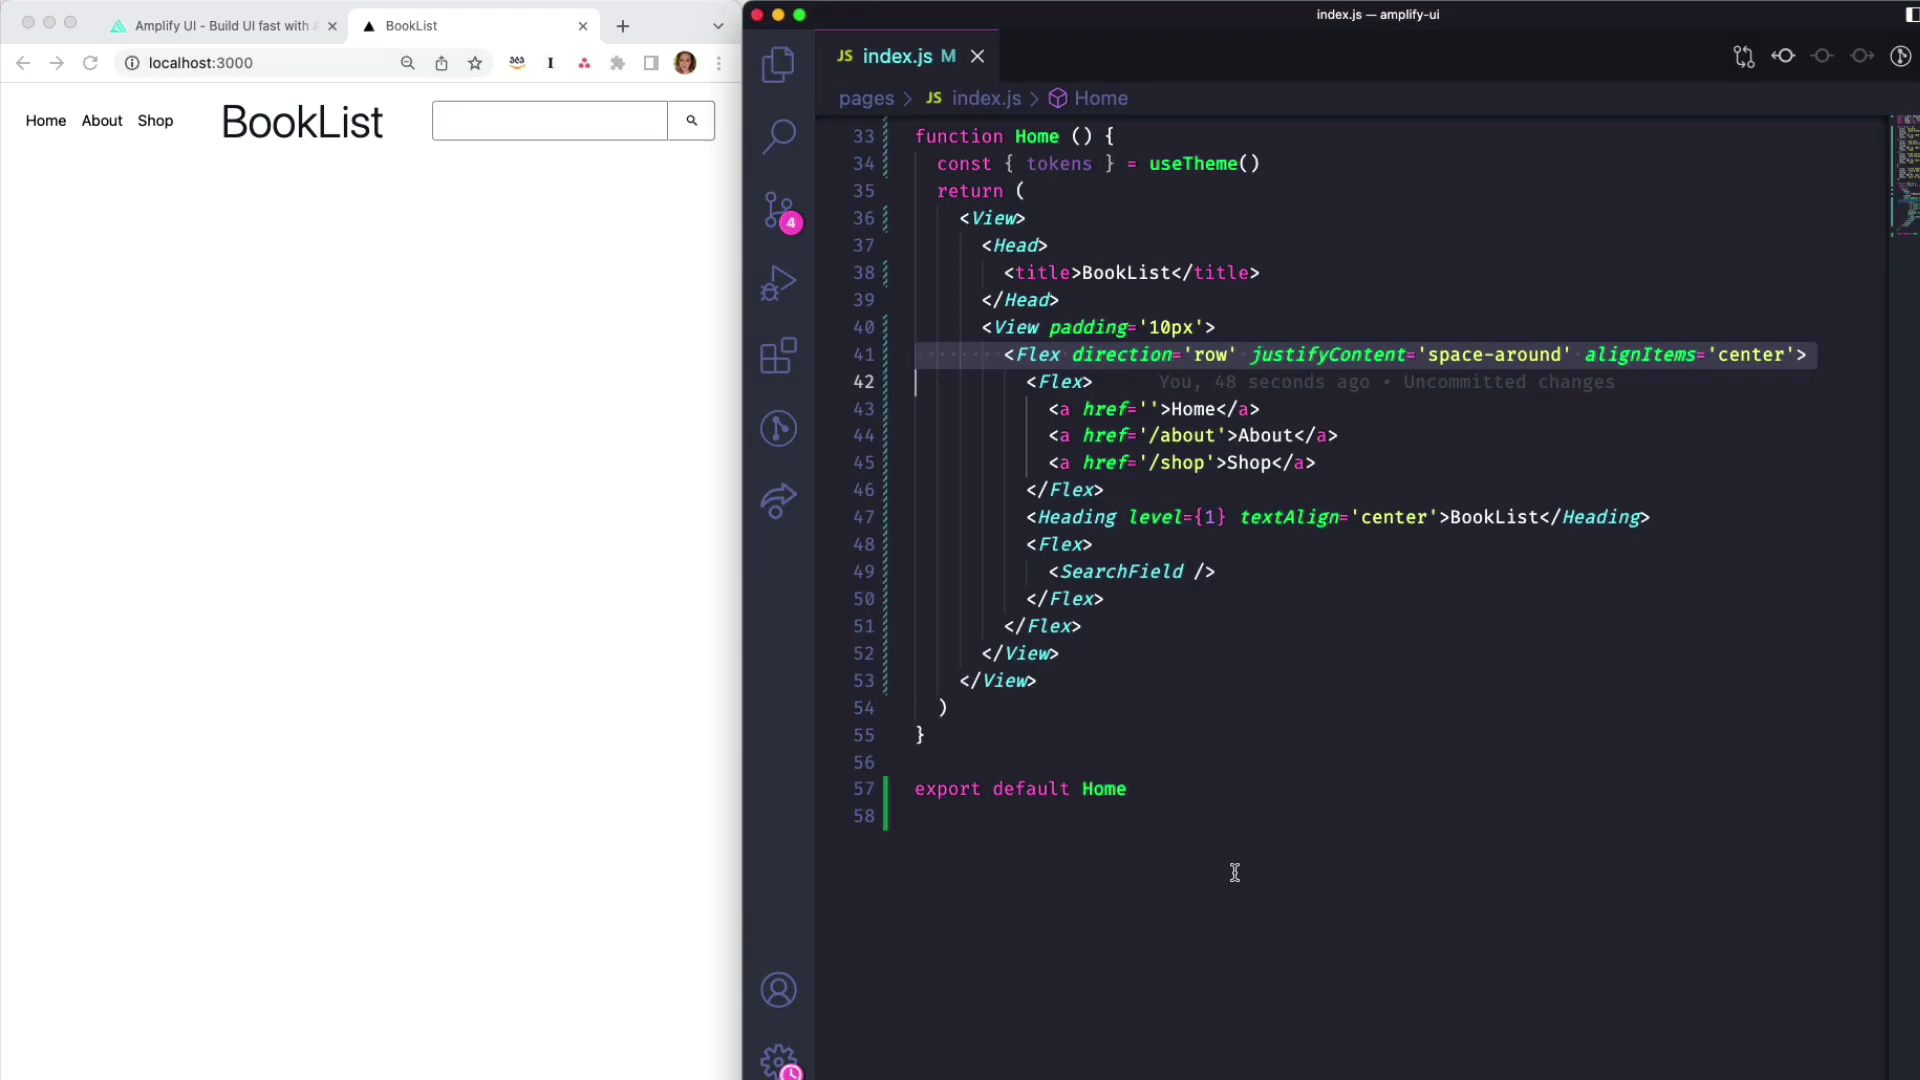 Amplify UI - Build UI fast with A
BookList
localhost:3000
Home About Shop
BookList
index.js — amplify-ui
JS index.js M
pages > JS index.js > Home
4
33 function Home () {
34 const { tokens } = useTheme()
35 return (
36 <View>
37 <Head>
38 <title>BookList</title>
39 </Head>
40 <View padding='10px'>
41 <Flex direction='row' justifyContent='space-around' alignItems='center'>
42 <Flex> You, 48 seconds ago • Uncommitted changes
43 <a href=''>Home</a>
44 <a href='/about'>About</a>
45 <a href='/shop'>Shop</a>
46 </Flex>
47 <Heading level={1} textAlign='center'>BookList</Heading>
48 <Flex>
49 <SearchField />
50 </Flex>
51 </Flex>
52 </View>
53 </View>
54 )
55 }
56
57 export default Home
58